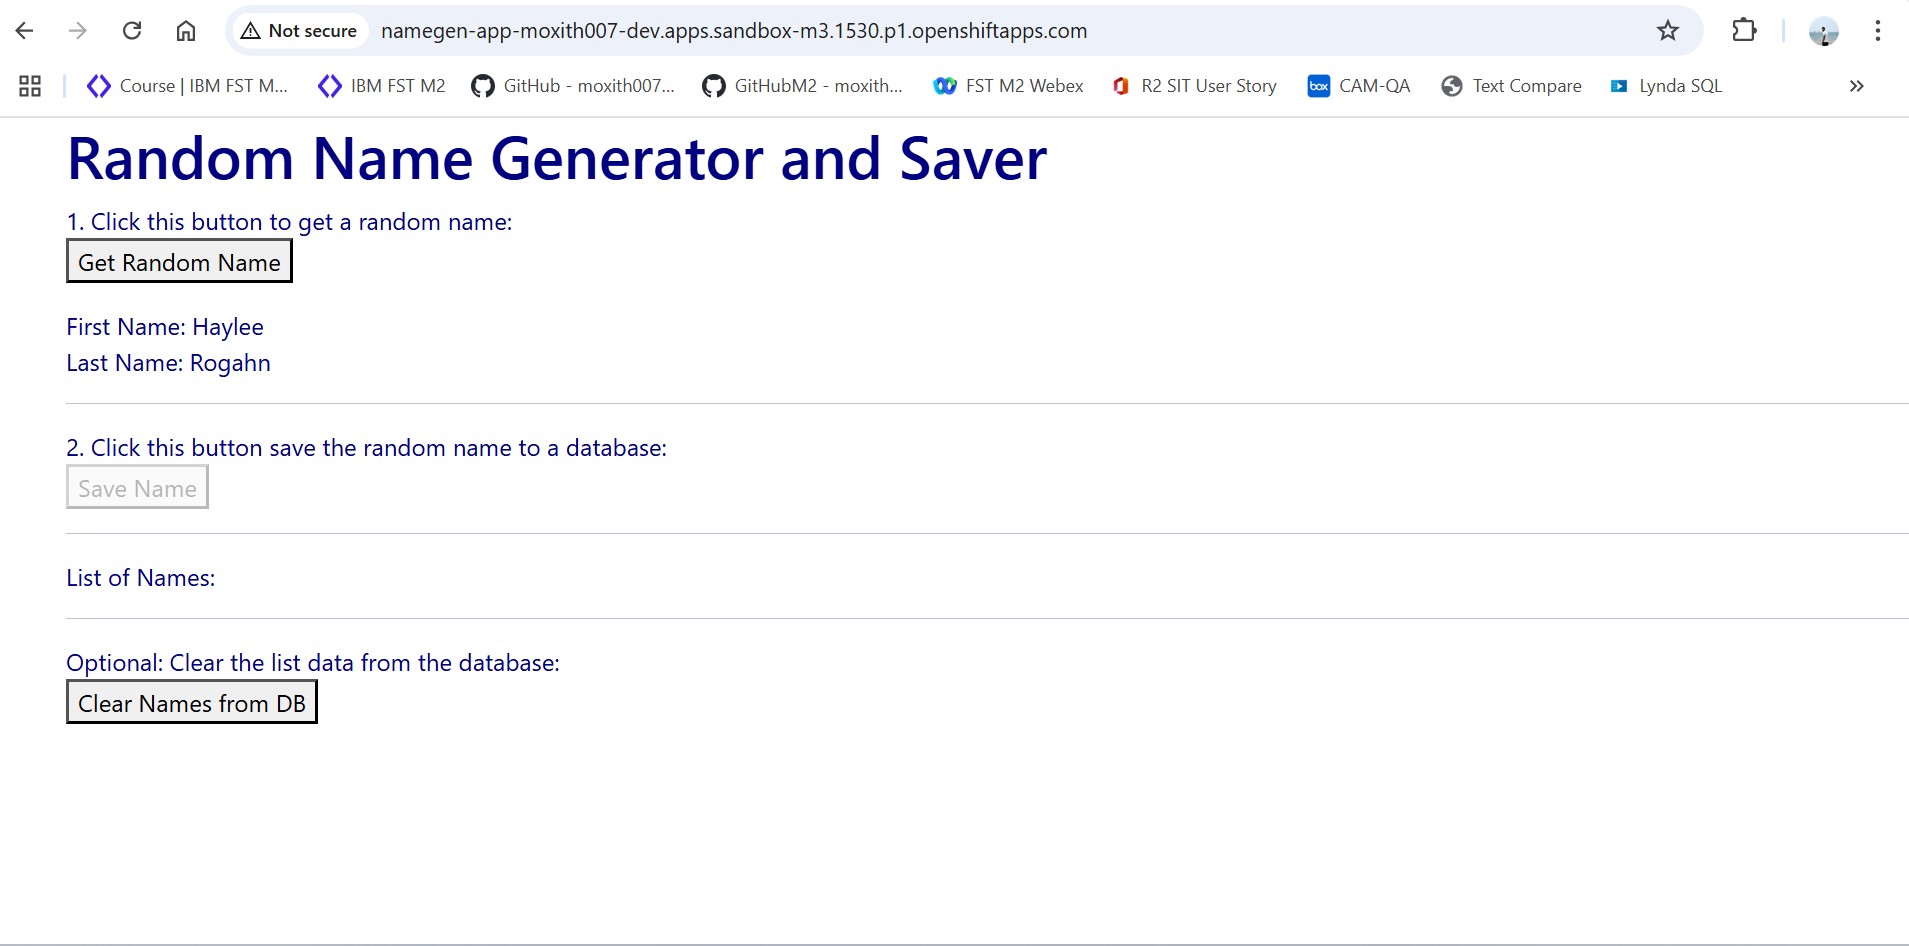 Not secure namegen-app-moxith007-dev.apps.sandbox-m3.1530.p1.openshiftapps.com
Course | IBM FST M... IBM FST M2 GitHub - moxith007... GitHubM2 - moxith... FST M2 Webex R2 SIT User Story box CAM-QA Text Compare Lynda SQL »
Random Name Generator and Saver
1. Click this button to get a random name:
Get Random Name
First Name: Haylee
Last Name: Rogahn
2. Click this button save the random name to a database:
Save Name
List of Names:
Optional: Clear the list data from the database:
Clear Names from DB